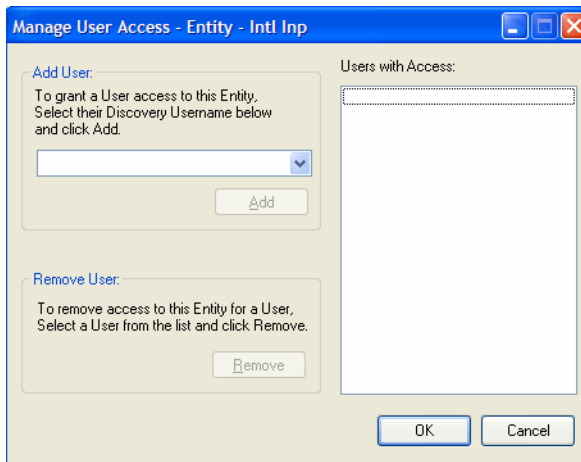 Manage User Access - Entity - Intl Inp
Add User:
To grant a User access to this Entity,
Select their Discovery Username below
and click Add.
Add
Remove User:
To remove access to this Entity for a User,
Select a User from the list and click Remove.
Remove
Users with Access:
OK
Cancel